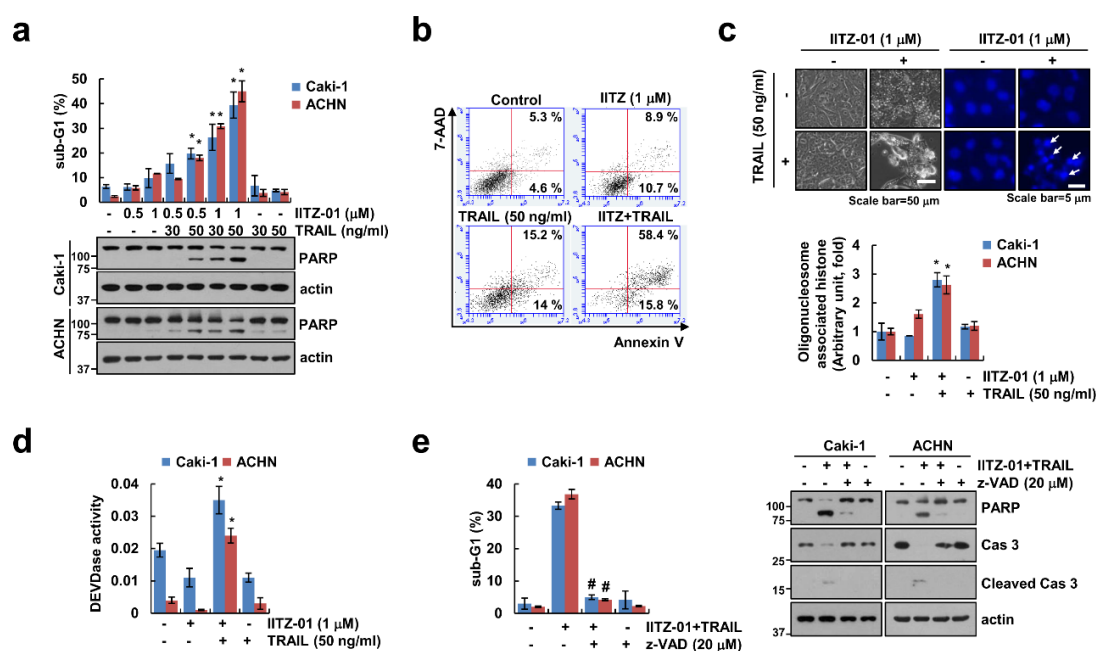 a
sub-G1 (%)
50
40
30
20
10
0
Caki-1
ACHN
* * * * * *
- 0.5 1 0.5 0.5 1 1 - - IITZ-01 (μM)
- - - 30 50 30 50 30 50 TRAIL (ng/ml)
Caki-1
100
75
PARP
37
actin
ACHN
100
75
PARP
37
actin
b
7-AAD
Control
5.3 %
4.6 %
IITZ (1 μM)
8.9 %
10.7 %
TRAIL (50 ng/ml)
15.2 %
14 %
IITZ+TRAIL
58.4 %
15.8 %
Annexin V
c
IITZ-01 (1 μM) IITZ-01 (1 μM)
- + - +
TRAIL (50 ng/ml)
-
+
Scale bar=50 μm Scale bar=5 μm
Oligonucleosome
associated histone
(Arbitrary unit, fold)
4
3
2
1
0
Caki-1
ACHN
* *
- + + - IITZ-01 (1 μM)
- - + + TRAIL (50 ng/ml)
d
Caki-1 ACHN
DEVDase activity
0.04
0.03
0.02
0.01
0
* *
- + + - IITZ-01 (1 μM)
- - + + TRAIL (50 ng/ml)
e
Caki-1 ACHN
sub-G1 (%)
40
30
20
10
0
# #
- + + - IITZ-01+TRAIL
- - + + z-VAD (20 μM)
Caki-1 ACHN
- + + - - + + - IITZ-01+TRAIL
- - + + - - + + z-VAD (20 μM)
100
75
PARP
37
25
Cas 3
15
Cleaved Cas 3
37
actin